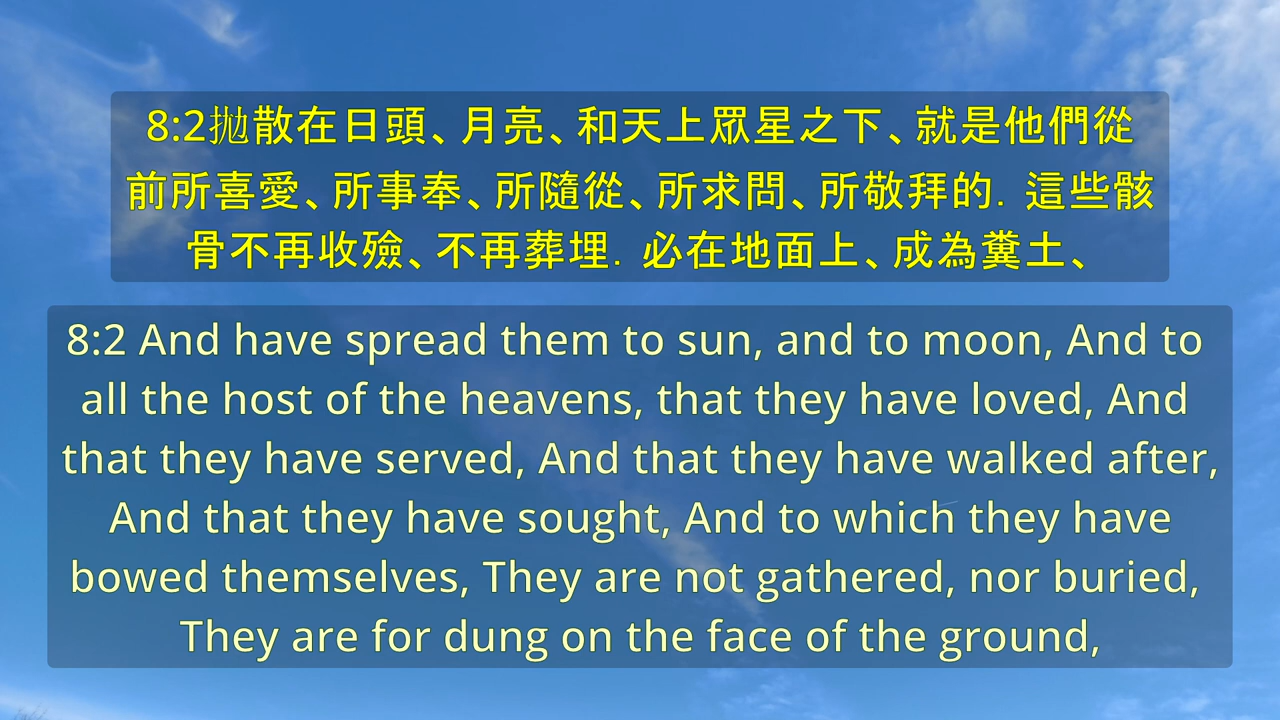 8:2拋散在日頭、月亮、和天上眾星之下、就是他們從
前所喜愛、所事奉、所隨從、所求問、所敬拜的．這些骸
骨不再收殮、不再葬埋．必在地面上、成為糞土、
8:2 And have spread them to sun, and to moon, And to
all the host of the heavens, that they have loved, And
that they have served, And that they have walked after,
And that they have sought, And to which they have
bowed themselves, They are not gathered, nor buried,
They are for dung on the face of the ground,